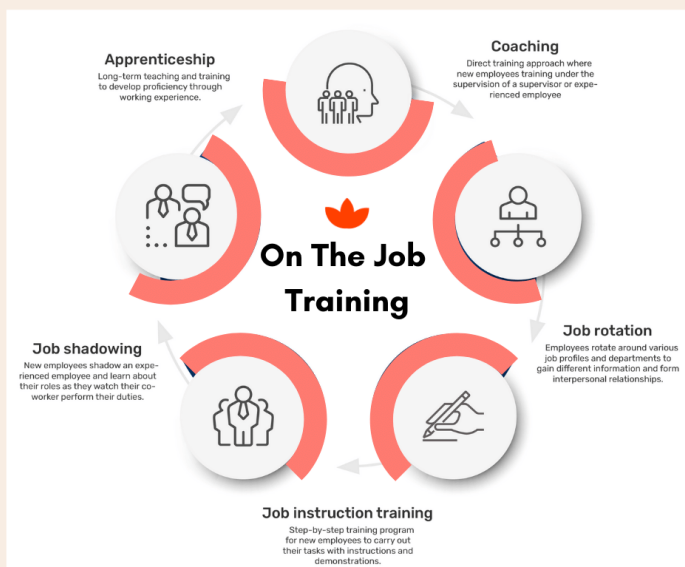 Apprenticeship
Long-term teaching and training
to develop proficiency through
working experience.
Coaching
Direct training approach where
new employees training under the
supervision of a supervisor or expe-
rienced employee
On The Job
Training
Job rotation
Employees rotate around various
job profiles and departments to
gain different information and form
interpersonal relationships.
Job shadowing
New employees shadow an expe-
rienced employee and learn about
their roles as they watch their co-
worker perform their duties.
Job instruction training
Step-by-step training program
for new employees to carry out
their tasks with instructions and
demonstrations.